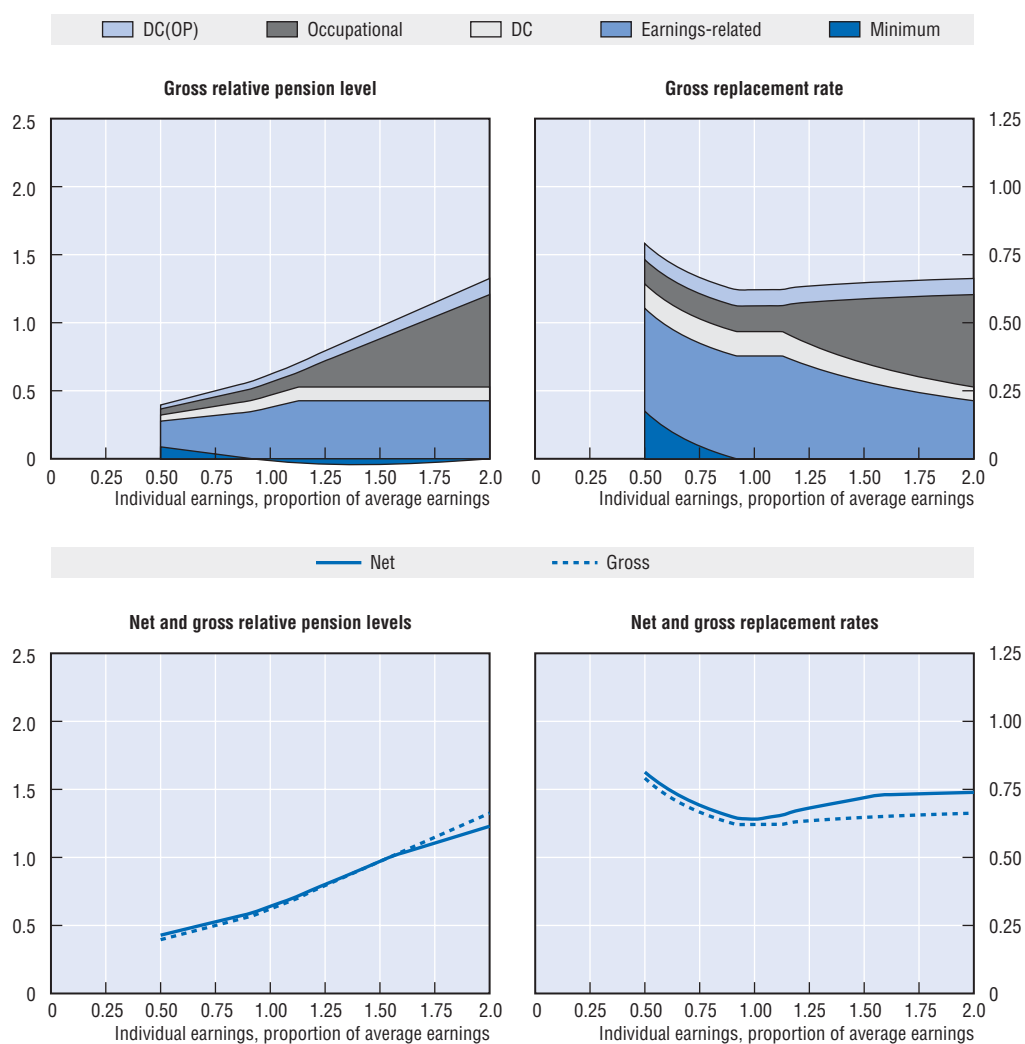 DC(OP) Occupational DC Earnings-related Minimum
Gross relative pension level
2.5
2.0
1.5
1.0
0.5
0
0 0.25 0.50 0.75 1.00 1.25 1.50 1.75 2.0
Individual earnings, proportion of average earnings
Gross replacement rate
1.25
1.00
0.75
0.50
0.25
0
0 0.25 0.50 0.75 1.00 1.25 1.50 1.75 2.0
Individual earnings, proportion of average earnings
Net Gross
Net and gross relative pension levels
2.5
2.0
1.5
1.0
0.5
0
0 0.25 0.50 0.75 1.00 1.25 1.50 1.75 2.0
Individual earnings, proportion of average earnings
Net and gross replacement rates
1.25
1.00
0.75
0.50
0.25
0
0 0.25 0.50 0.75 1.00 1.25 1.50 1.75 2.0
Individual earnings, proportion of average earnings